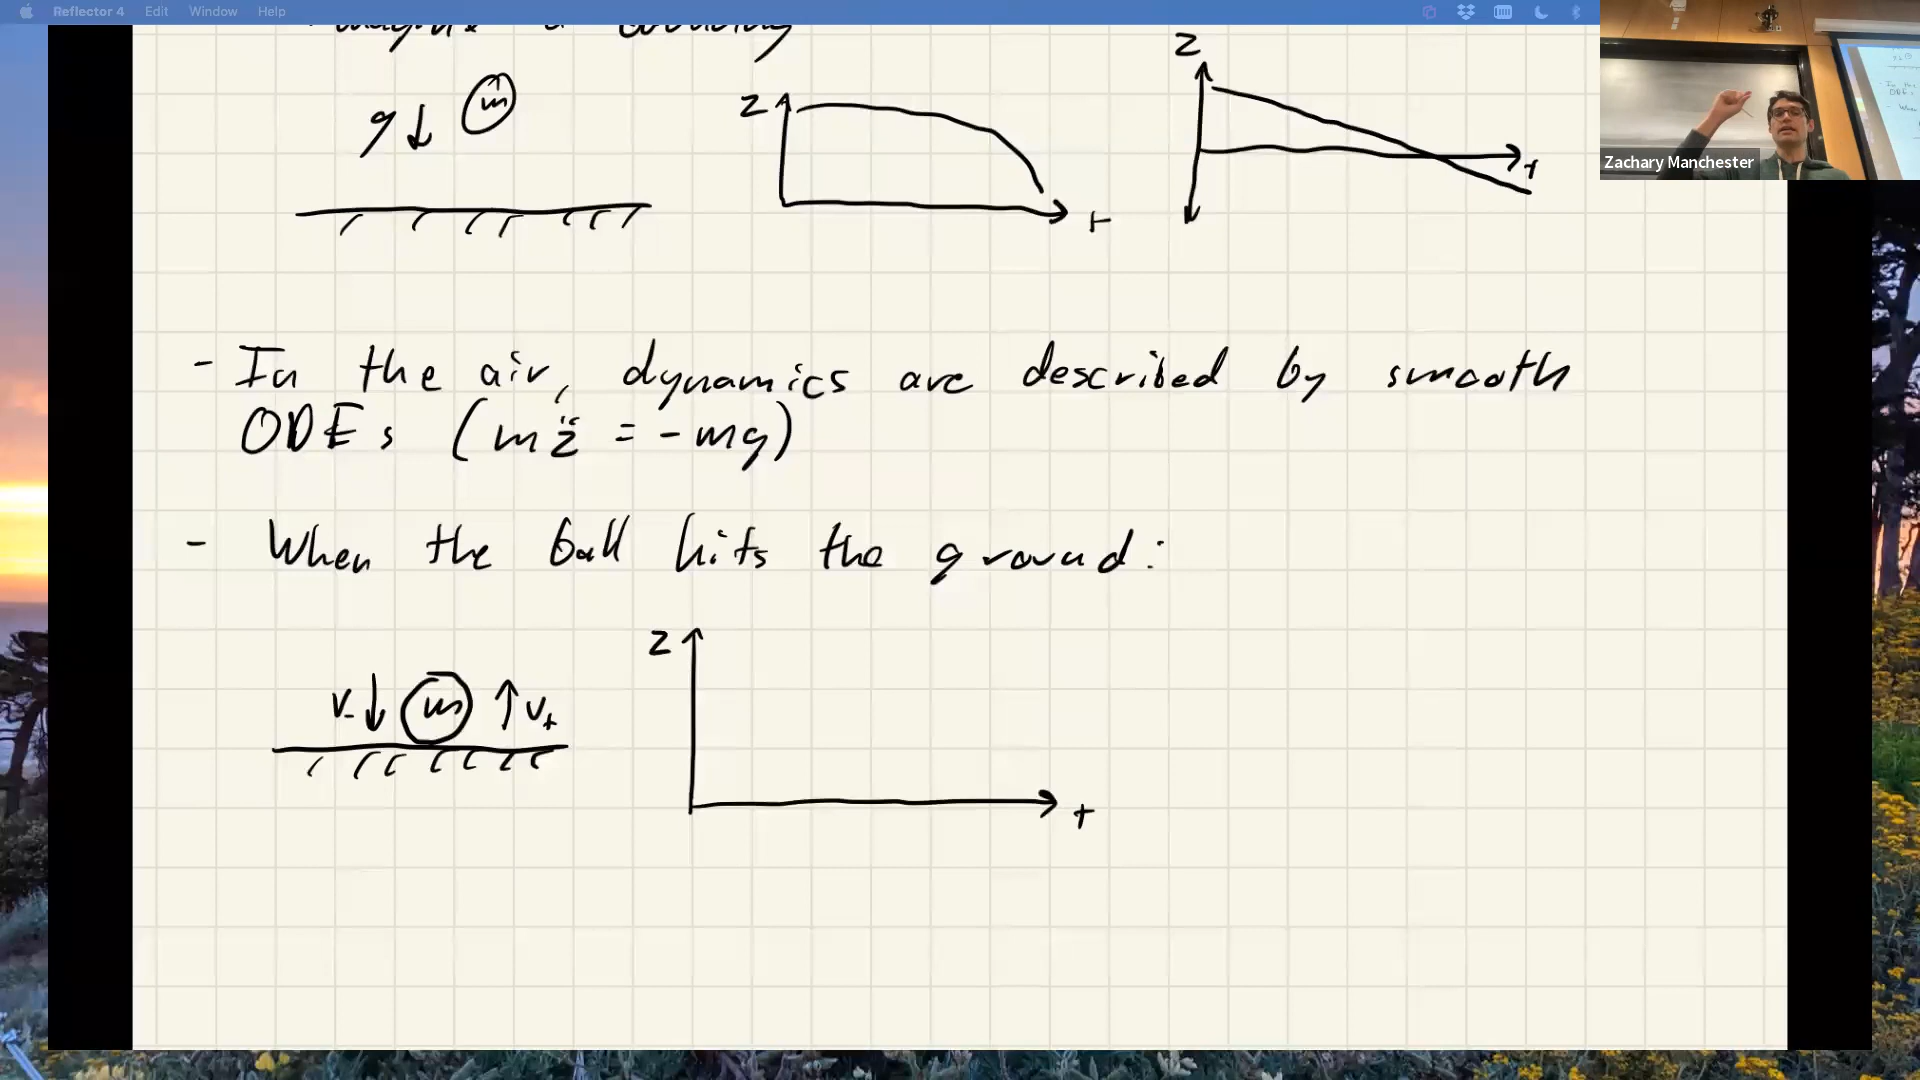 Reflector 4 Edit Window Help
Zachary Manchester
g m
z t
z t
- In the air, dynamics are described by smooth
ODEs (mz̈ = -mg)
- When the ball hits the ground:
z
v- m v+
t